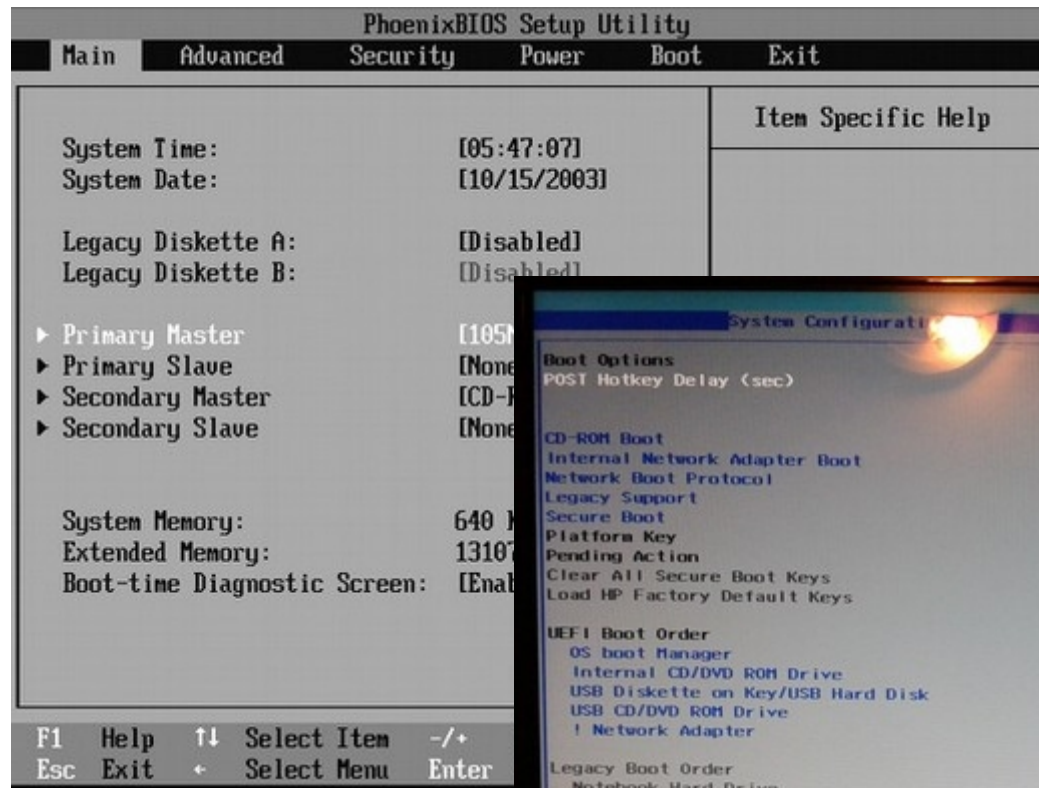 PhoenixBIOS Setup Utility
Main Advanced Security Power Boot Exit
Item Specific Help
System Time: [05:47:07]
System Date: [10/15/2003]
Legacy Diskette A: [Disabled]
Legacy Diskette B: [Disabled]
Primary Master
Primary Slave [None
Secondary Master
Secondary Slave [None
System Memory: 640
Extended Memory:
Boot-time Diagnostic Screen:
F1 Help ↑↓ Select Item -/+
Esc Exit ← Select Menu Enter
System
Boot Options
POST Hotkey Delay (sec)
CD-ROM Boot
Internal Network Adapter Boot
Network Boot Protocol
Legacy Support
Secure Boot
Platform Key
Pending Action
Clear All Secure Boot Keys
Load HP Factory Default Keys
UEFI Boot Order
OS boot Manager
Internal CD/DVD ROM Drive
USB Diskette on Key/USB Hard Disk
USB CD/DVD ROM Drive
! Network Adapter
Legacy Boot Order
Notebook Hard Drive